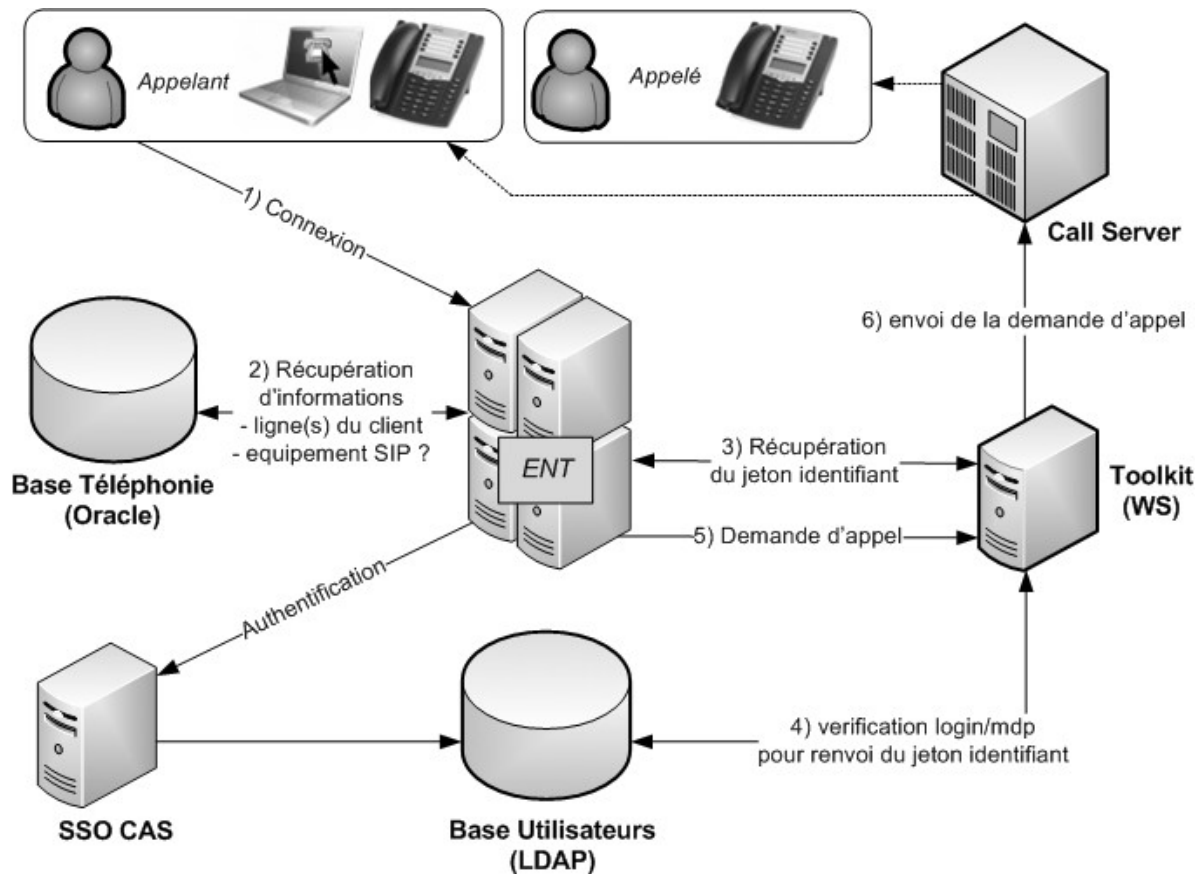 Appelant
Appelé
1) Connexion
Call Server
6) envoi de la demande d'appel
2) Récupération
d'informations
- ligne(s) du client
- equipement SIP ?
Base Téléphonie
(Oracle)
ENT
3) Récupération
du jeton identifiant
Toolkit
(WS)
5) Demande d'appel
Authentification
4) verification login/mdp
pour renvoi du jeton identifiant
SSO CAS
Base Utilisateurs
(LDAP)